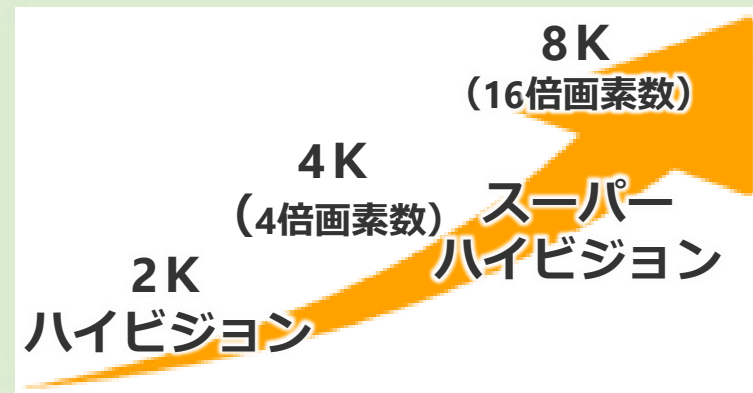 8K
（16倍画素数）
4K
（4倍画素数）
スーパー
ハイビジョン
2K
ハイビジョン